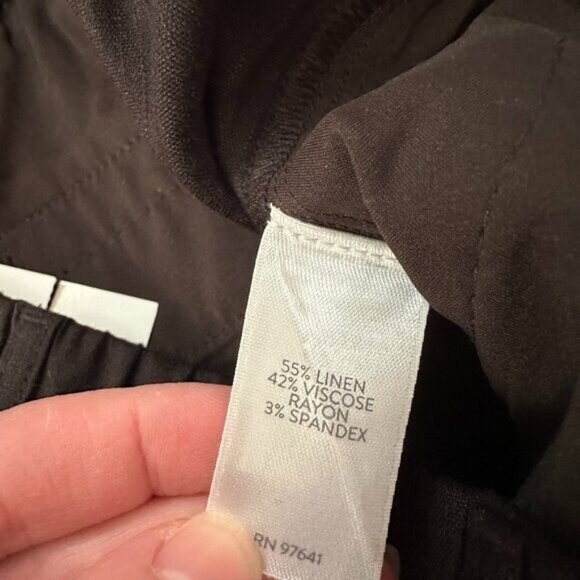 55% LINEN
42% VISCOSE
RAYON
3% SPANDEX
RN 97641